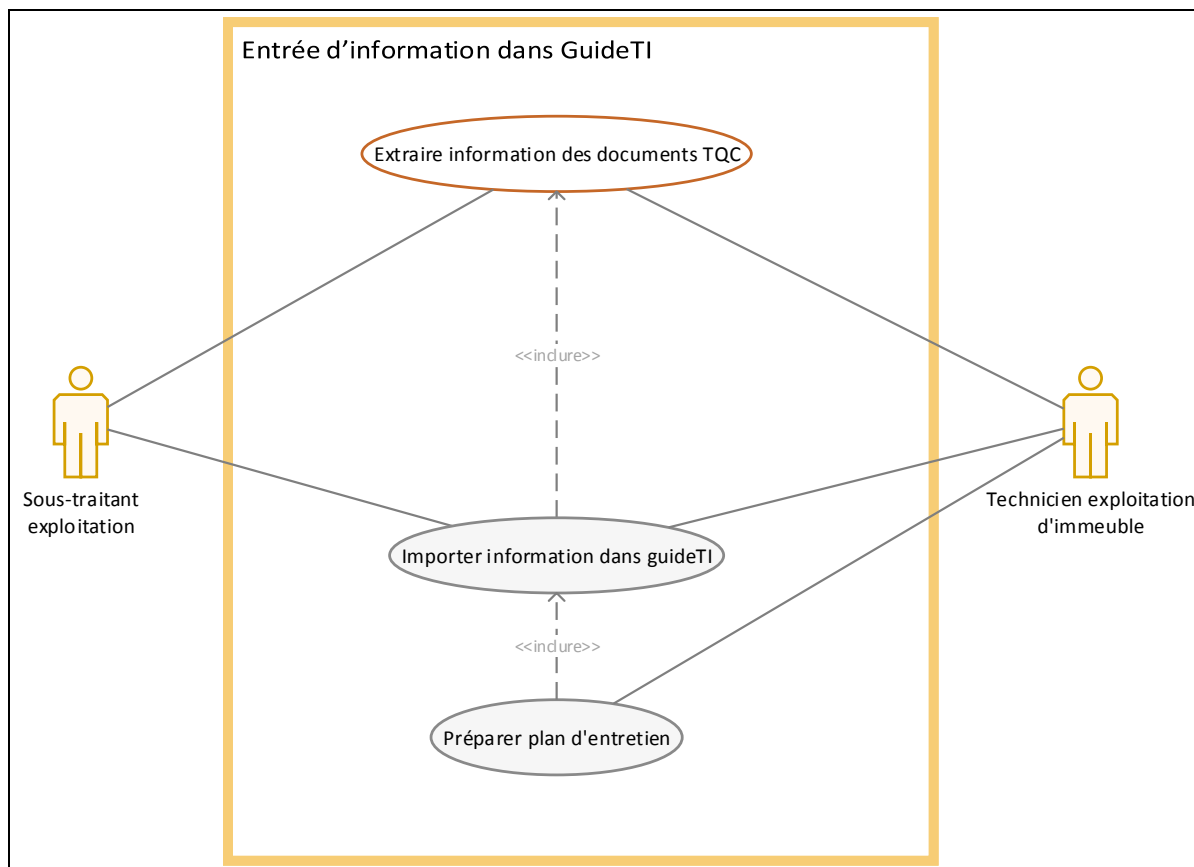 Entrée d’information dans GuideTI
Extraire information des documents TQC
<<inclure>>
Sous-traitant
exploitation
Technicien exploitation
d'immeuble
Importer information dans guideTI
<<inclure>>
Préparer plan d'entretien